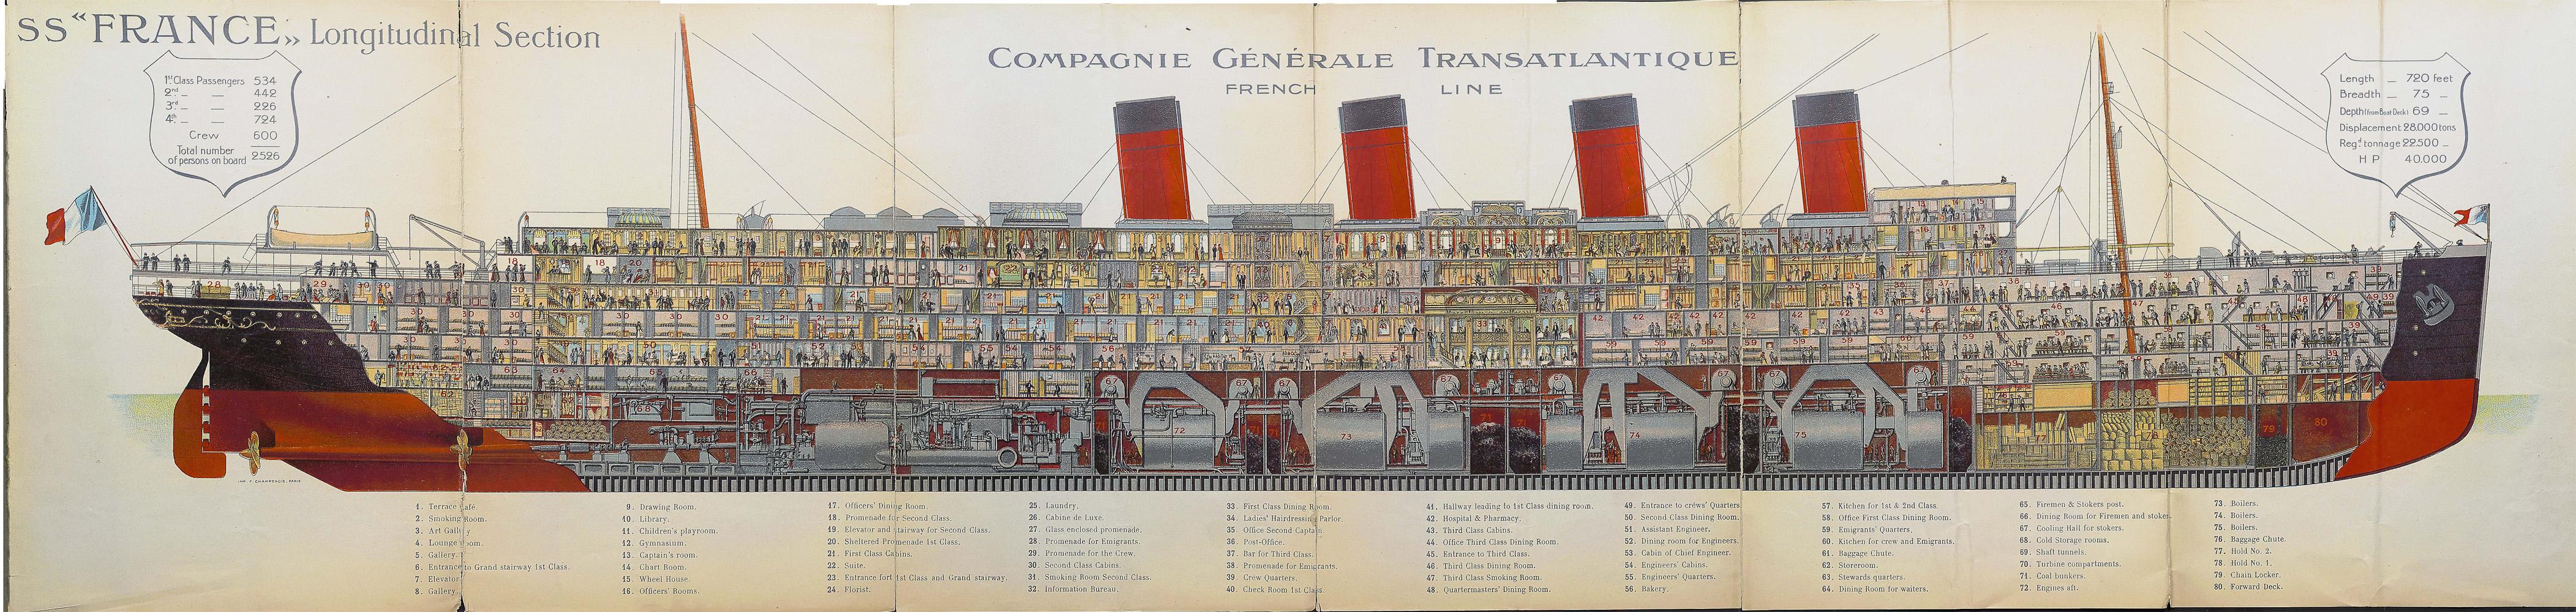 SS “FRANCE„ Longitudinal Section
1st Class Passengers 534
2nd _ — 442
3rd _ — 226
4th _ — 724
Crew 600
Total number
of persons on board 2526
COMPAGNIE GÉNÉRALE TRANSATLANTIQUE
FRENCH LINE
Length _ 720 feet
Breadth _ 75 _
Depth (from Boat Deck) 69 _
Displacement 28.000 tons
Reg.d tonnage 22.500 _
H P 40.000
IMP. F. CHAMPENOIS, PARIS
1. Terrace Café
2. Smoking Room.
3. Art Gallery
4. Lounge Room.
5. Gallery.
6. Entrance to Grand stairway 1st Class.
7. Elevator
8. Gallery.
9. Drawing Room.
10. Library.
11. Children's playroom.
12. Gymnasium.
13. Captain's room.
14. Chart Room.
15. Wheel House.
16. Officers' Rooms.
17. Officers' Dining Room.
18. Promenade for Second Class.
19. Elevator and stairway for Second Class.
20. Sheltered Promenade 1st Class.
21. First Class Cabins.
22. Suite.
23. Entrance fort 1st Class and Grand stairway.
24. Florist.
25. Laundry.
26. Cabine de Luxe.
27. Glass enclosed promenade.
28. Promenade for Emigrants.
29. Promenade for the Crew.
30. Second Class Cabins.
31. Smoking Room Second Class.
32. Information Bureau.
33. First Class Dining Room.
34. Ladies' Hairdressing Parlor.
35. Office Second Captain.
36. Post-Office.
37. Bar for Third Class.
38. Promenade for Emigrants.
39. Crew Quarters.
40. Check Room 1st Class.
41. Hallway leading to 1st Class dining room.
42. Hospital & Pharmacy.
43. Third Class Cabins.
44. Office Third Class Dining Room.
45. Entrance to Third Class.
46. Third Class Dining Room.
47. Third Class Smoking Room.
48. Quartermasters' Dining Room.
49. Entrance to crews' Quarters.
50. Second Class Dining Room.
51. Assistant Engineer.
52. Dining room for Engineers.
53. Cabin of Chief Engineer.
54. Engineers' Cabins.
55. Engineers' Quarters.
56. Bakery.
57. Kitchen for 1st & 2nd Class.
58. Office First Class Dining Room.
59. Emigrants' Quarters.
60. Kitchen for crew and Emigrants.
61. Baggage Chute.
62. Storeroom.
63. Stewards quarters.
64. Dining Room for waiters.
65. Firemen & Stokers post.
66. Dining Room for Firemen and stokers.
67. Cooling Hall for stokers.
68. Cold Storage rooms.
69. Shaft tunnels.
70. Turbine compartments.
71. Coal bunkers.
72. Engines aft.
73. Boilers.
74. Boilers.
75. Boilers.
76. Baggage Chute.
77. Hold No. 2.
78. Hold No. 1.
79. Chain Locker.
80. Forward Deck.